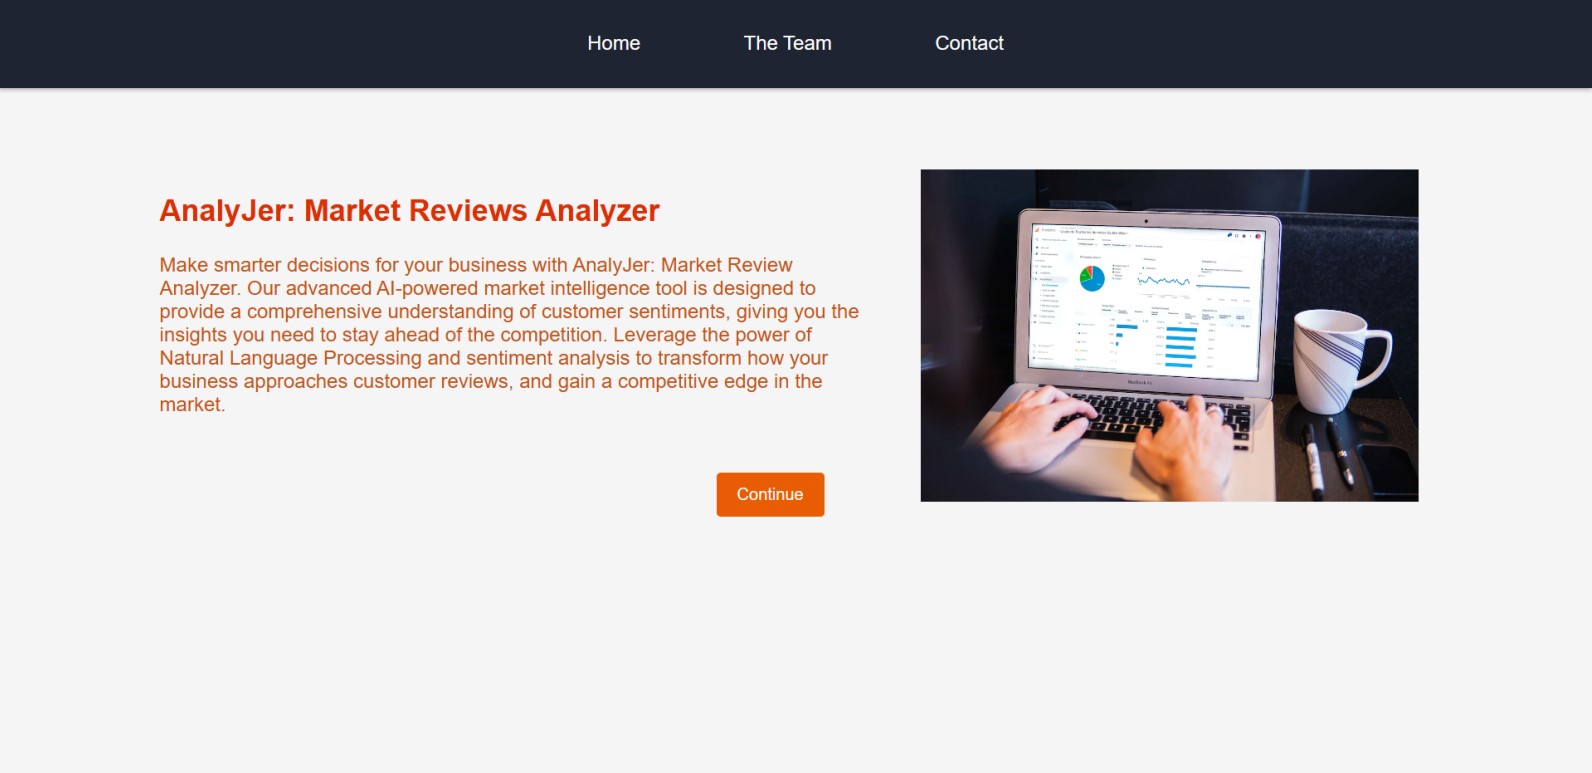 Home
The Team
Contact
AnalyJer: Market Reviews Analyzer
Make smarter decisions for your business with AnalyJer: Market Review
Analyzer. Our advanced AI-powered market intelligence tool is designed to
provide a comprehensive understanding of customer sentiments, giving you the
insights you need to stay ahead of the competition. Leverage the power of
Natural Language Processing and sentiment analysis to transform how your
business approaches customer reviews, and gain a competitive edge in the
market.
Continue